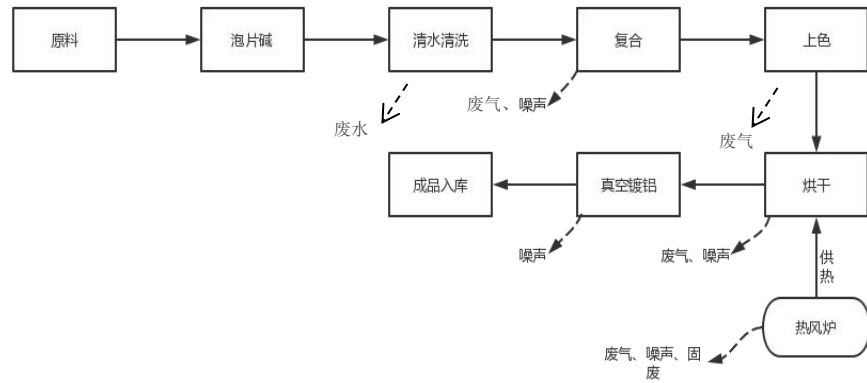 原料
泡片碱
清水清洗
复合
上色
废水
废气、噪声
废气
成品入库
真空镀铝
烘干
噪声
废气、噪声
供
热
热风炉
废气、噪声、固
废